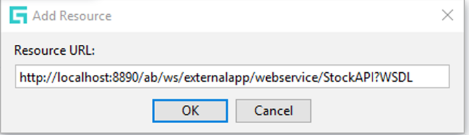 Add Resource
Resource URL:
http://localhost:8890/ab/ws/externalapp/webservice/StockAPI?WSDL
OK Cancel